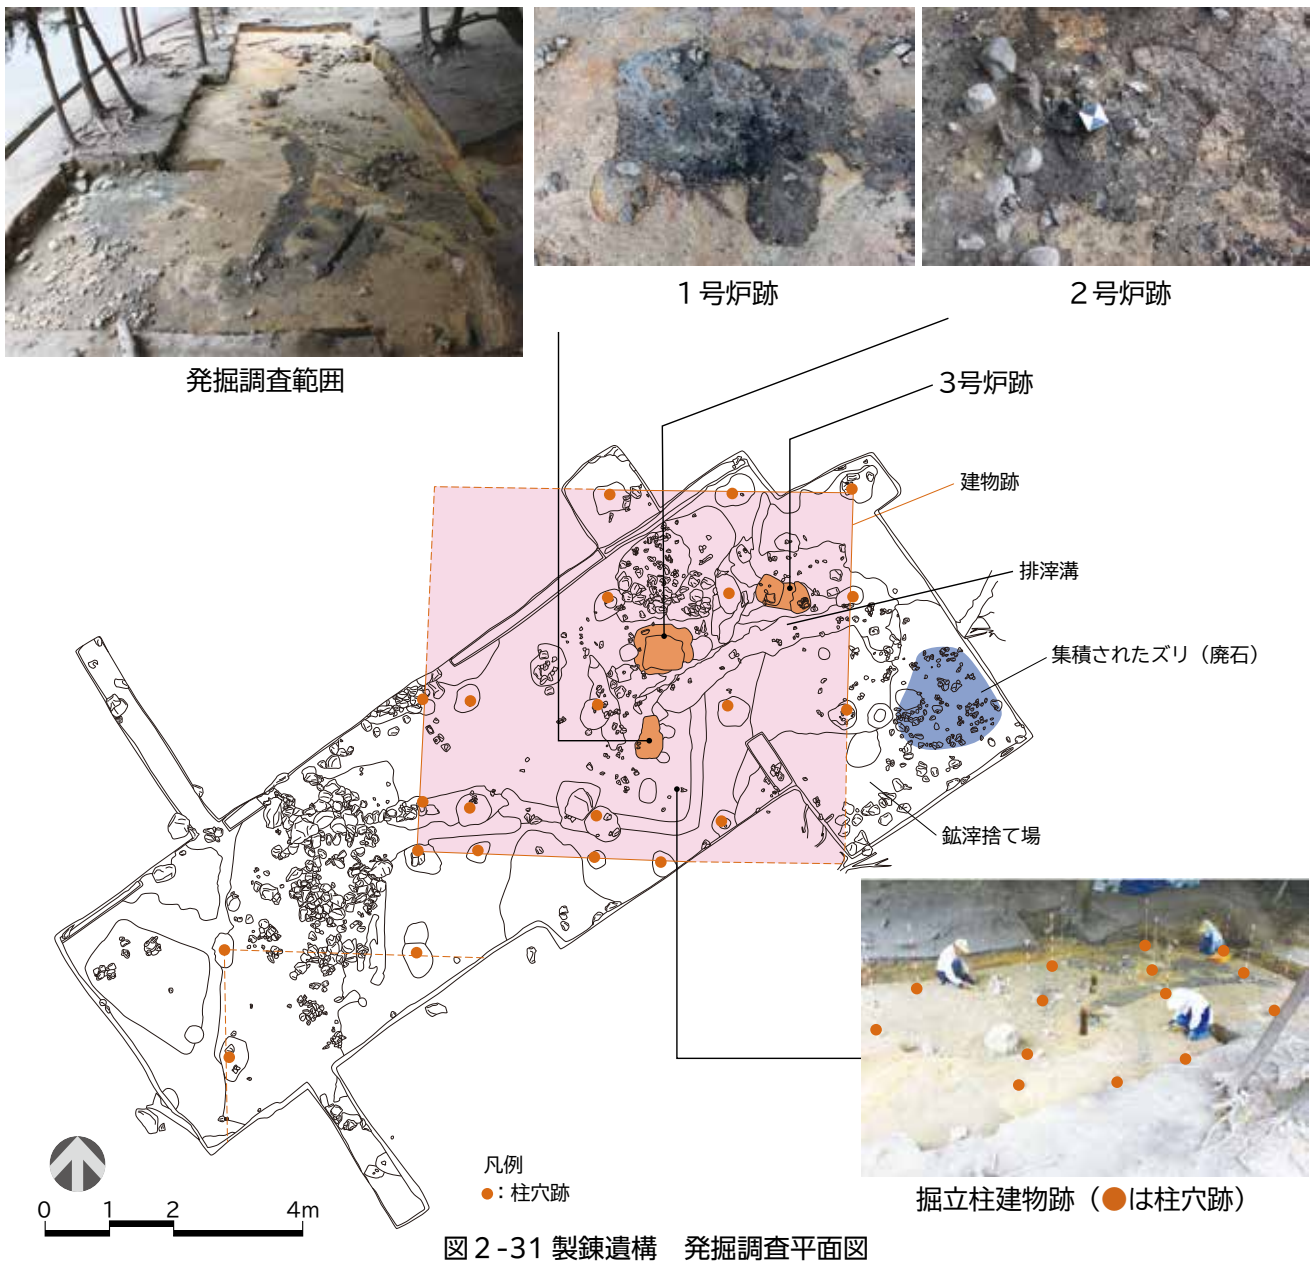 1号炉跡
2号炉跡
発掘調査範囲
3号炉跡
建物跡
排滓溝
集積されたズリ（廃石）
鉱滓捨て場
凡例
●：柱穴跡
0 1 2 4m
掘立柱建物跡（●は柱穴跡）
図2-31 製錬遺構　発掘調査平面図